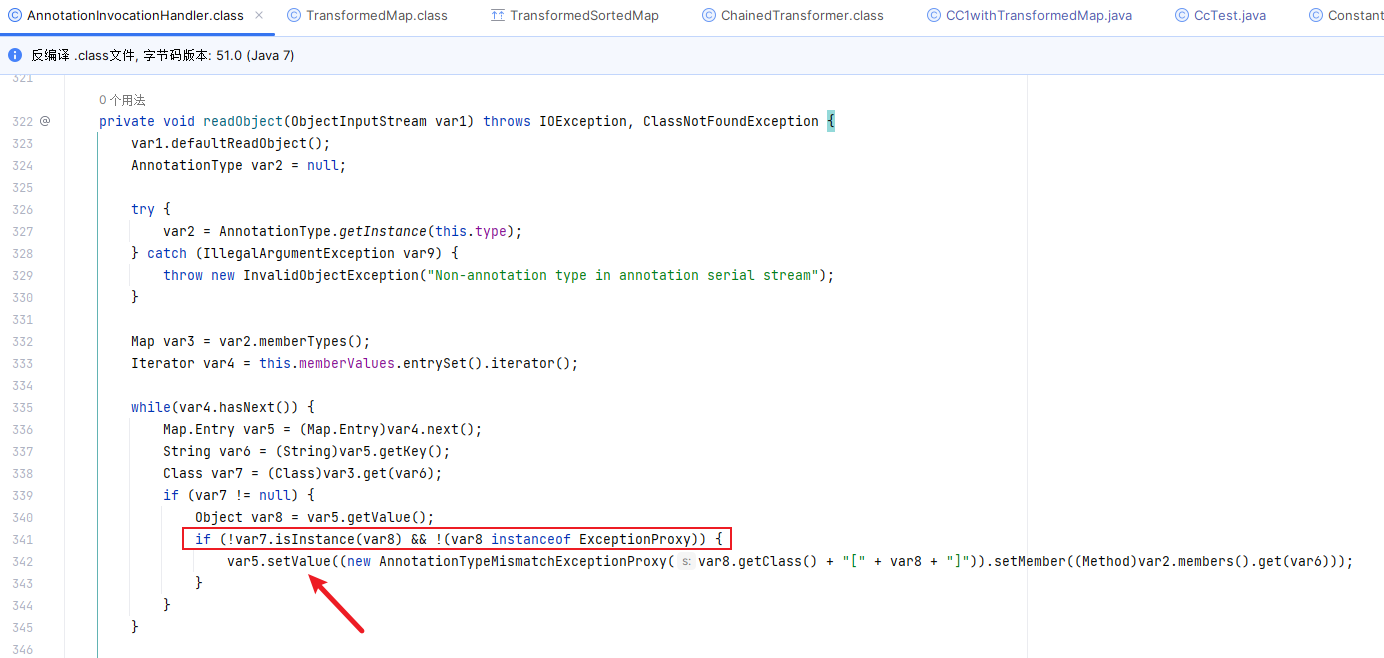 AnnotationInvocationHandler.class × TransformedMap.class TransformedSortedMap ChainedTransformer.class CC1withTransformedMap.java CcTest.java Constant
反编译 .class文件, 字节码版本: 51.0 (Java 7)
321
0 个用法
322 @ private void readObject(ObjectInputStream var1) throws IOException, ClassNotFoundException {
323 var1.defaultReadObject();
324 AnnotationType var2 = null;
325
326 try {
327 var2 = AnnotationType.getInstance(this.type);
328 } catch (IllegalArgumentException var9) {
329 throw new InvalidObjectException("Non-annotation type in annotation serial stream");
330 }
331
332 Map var3 = var2.memberTypes();
333 Iterator var4 = this.memberValues.entrySet().iterator();
334
335 while(var4.hasNext()) {
336 Map.Entry var5 = (Map.Entry)var4.next();
337 String var6 = (String)var5.getKey();
338 Class var7 = (Class)var3.get(var6);
339 if (var7 != null) {
340 Object var8 = var5.getValue();
341 if (!var7.isInstance(var8) && !(var8 instanceof ExceptionProxy)) {
342 var5.setValue((new AnnotationTypeMismatchExceptionProxy( s: var8.getClass() + "[" + var8 + "]")).setMember((Method)var2.members().get(var6)));
343 }
344 }
345 }
346